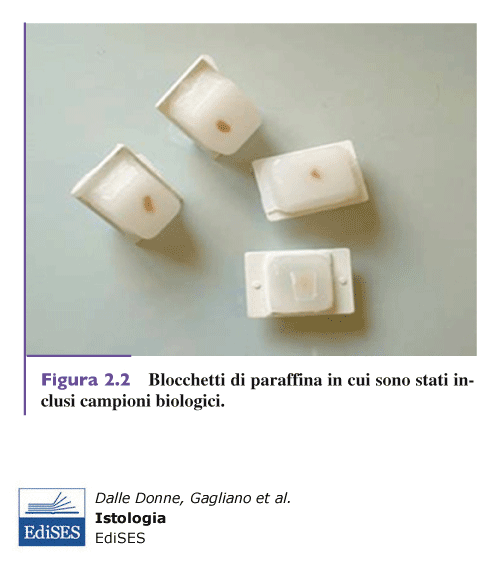 Figura 2.2 Blocchetti di paraffina in cui sono stati in-
clusi campioni biologici.
EdiSES
Dalle Donne, Gagliano et al.
Istologia
EdiSES